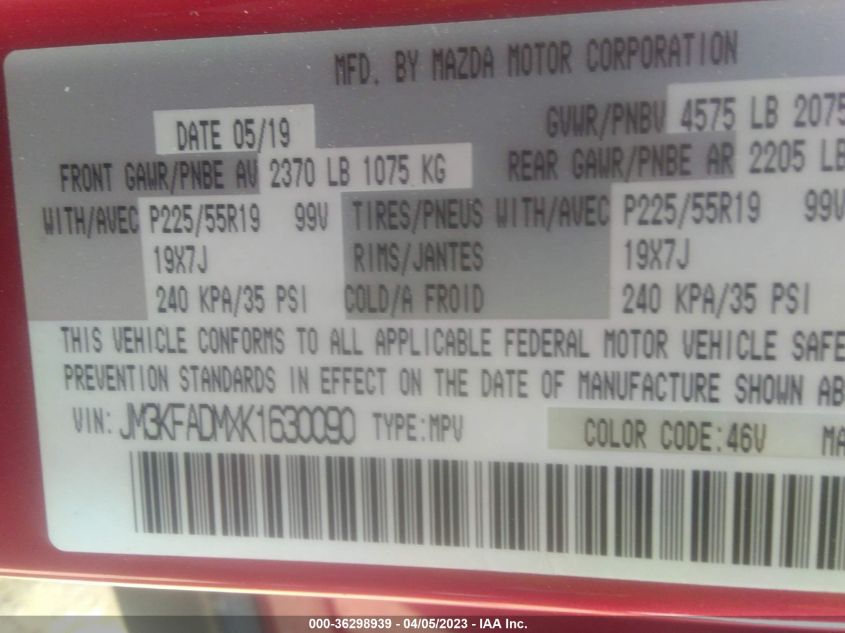 MFD. BY MAZDA MOTOR CORPORATION
DATE 05/19 GVWR/PNBV 4575 LB 2075
FRONT GAWR/PNBE AV 2370 LB 1075 KG REAR GAWR/PNBE AR 2205 LB
WITH/AVEC P225/55R19 99V TIRES/PNEUS WITH/AVEC P225/55R19 99V
19X7J RIMS/JANTES 19X7J
240 KPA/35 PSI COLD/A FROID 240 KPA/35 PSI
THIS VEHICLE CONFORMS TO ALL APPLICABLE FEDERAL MOTOR VEHICLE SAFE
PREVENTION STANDARDS IN EFFECT ON THE DATE OF MANUFACTURE SHOWN AB
VIN: JM3KFADMXK1630090 TYPE:MPV COLOR CODE:46V MA
000-36298939 - 04/05/2023 - IAA Inc.